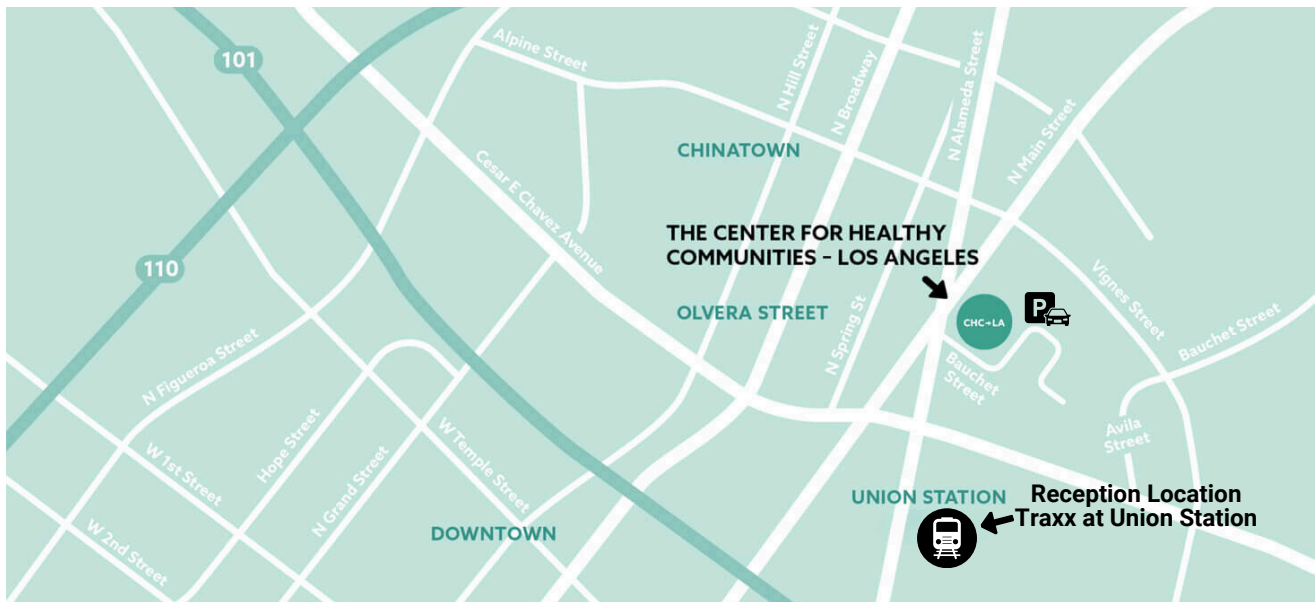 101
Alpine Street
N Hill Street
N Broadway
N Alameda Street
N Main Street
CHINATOWN
Cesar E Chavez Avenue
THE CENTER FOR HEALTHY
COMMUNITIES – LOS ANGELES
110
OLVERA STREET
CHC→LA
P
Vignes Street
Bauchet Street
N Spring St
Bauchet
Street
N Figueroa Street
Hope Street
W Temple Street
Avila
Street
W 1st Street
N Grand Street
UNION STATION
Reception Location
Traxx at Union Station
DOWNTOWN
W 2nd Street